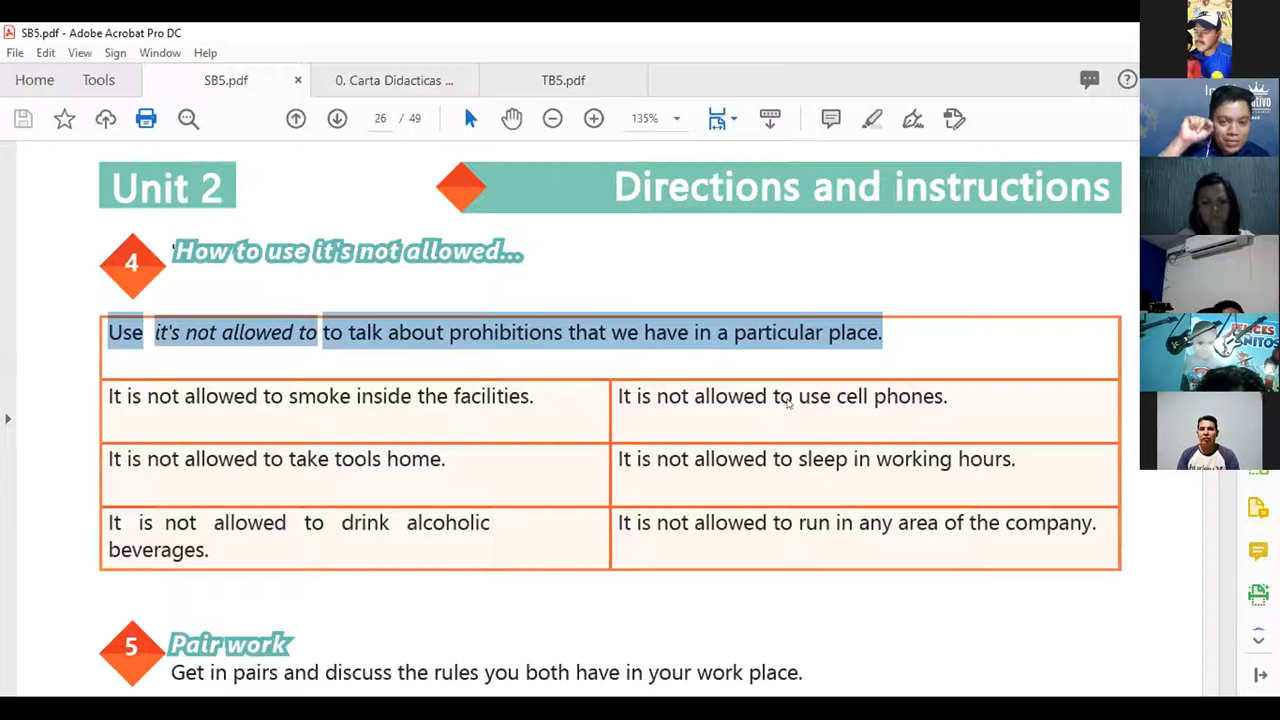 SB5.pdf - Adobe Acrobat Pro DC
File Edit View Sign Window Help
Home Tools SB5.pdf × 0. Carta Didacticas ... TB5.pdf
26 / 49 135%
Unit 2 Directions and instructions
4 'How to use it's not allowed...
Use it's not allowed to to talk about prohibitions that we have in a particular place.
It is not allowed to smoke inside the facilities. It is not allowed to use cell phones.
It is not allowed to take tools home. It is not allowed to sleep in working hours.
It is not allowed to drink alcoholic It is not allowed to run in any area of the company.
beverages.
5 Pair work
Get in pairs and discuss the rules you both have in your work place.